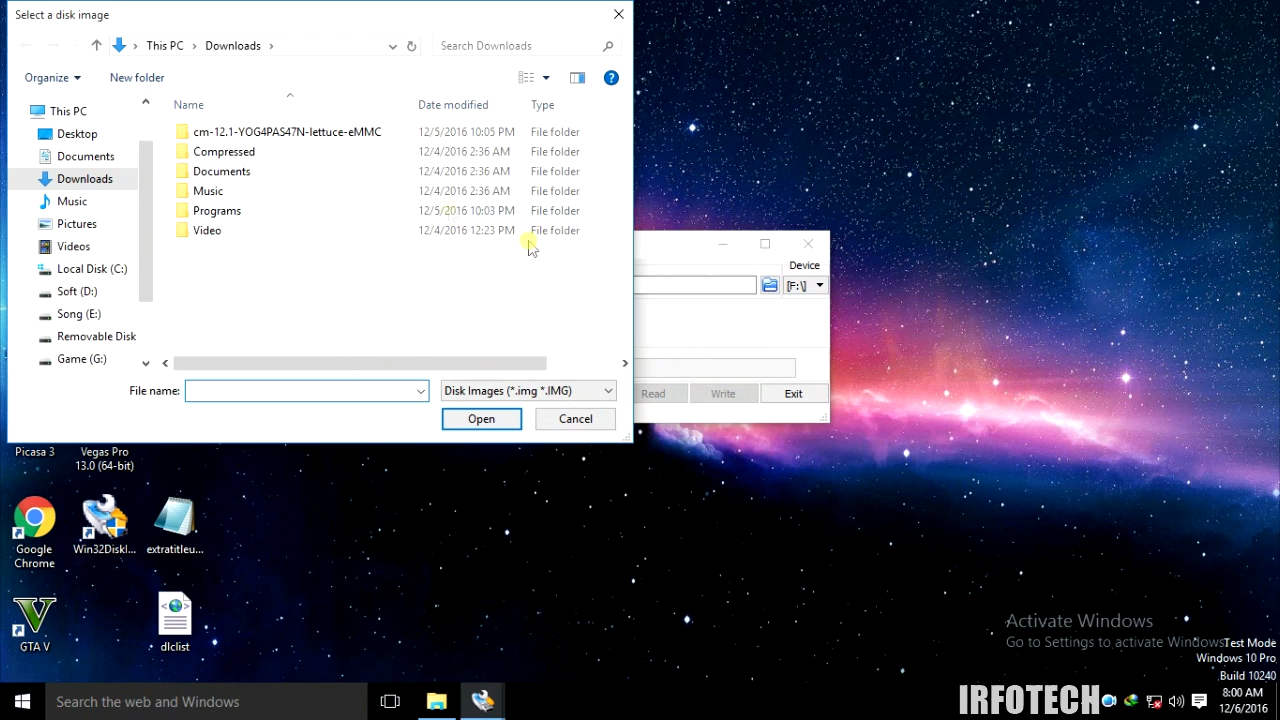 Select a disk image
This PC
Downloads
Search Downloads
Organize
New folder
Name
Date modified
Type
This PC
Desktop
Documents
Downloads
Music
Pictures
Videos
Local Disk (C:)
Soft (D:)
Song (E:)
Removable Disk
Game (G:)
cm-12.1-YOG4PAS47N-lettuce-eMMC 12/5/2016 10:05 PM File folder
Compressed 12/4/2016 2:36 AM File folder
Documents 12/4/2016 2:36 AM File folder
Music 12/4/2016 2:36 AM File folder
Programs 12/5/2016 10:03 PM File folder
Video 12/4/2016 12:23 PM File folder
File name:
Disk Images (*.img *.IMG)
Open
Cancel
Device
[F:\]
Read
Write
Exit
Picasa 3
Vegas Pro
13.0 (64-bit)
Google
Chrome
Win32DiskI...
extratitleu...
GTA V
dlclist
Activate Windows
Go to Settings to activate Windows
Test Mode
Windows 10 Pro
Build 10240
Search the web and Windows
IRFOTECH
8:00 AM
12/6/2016